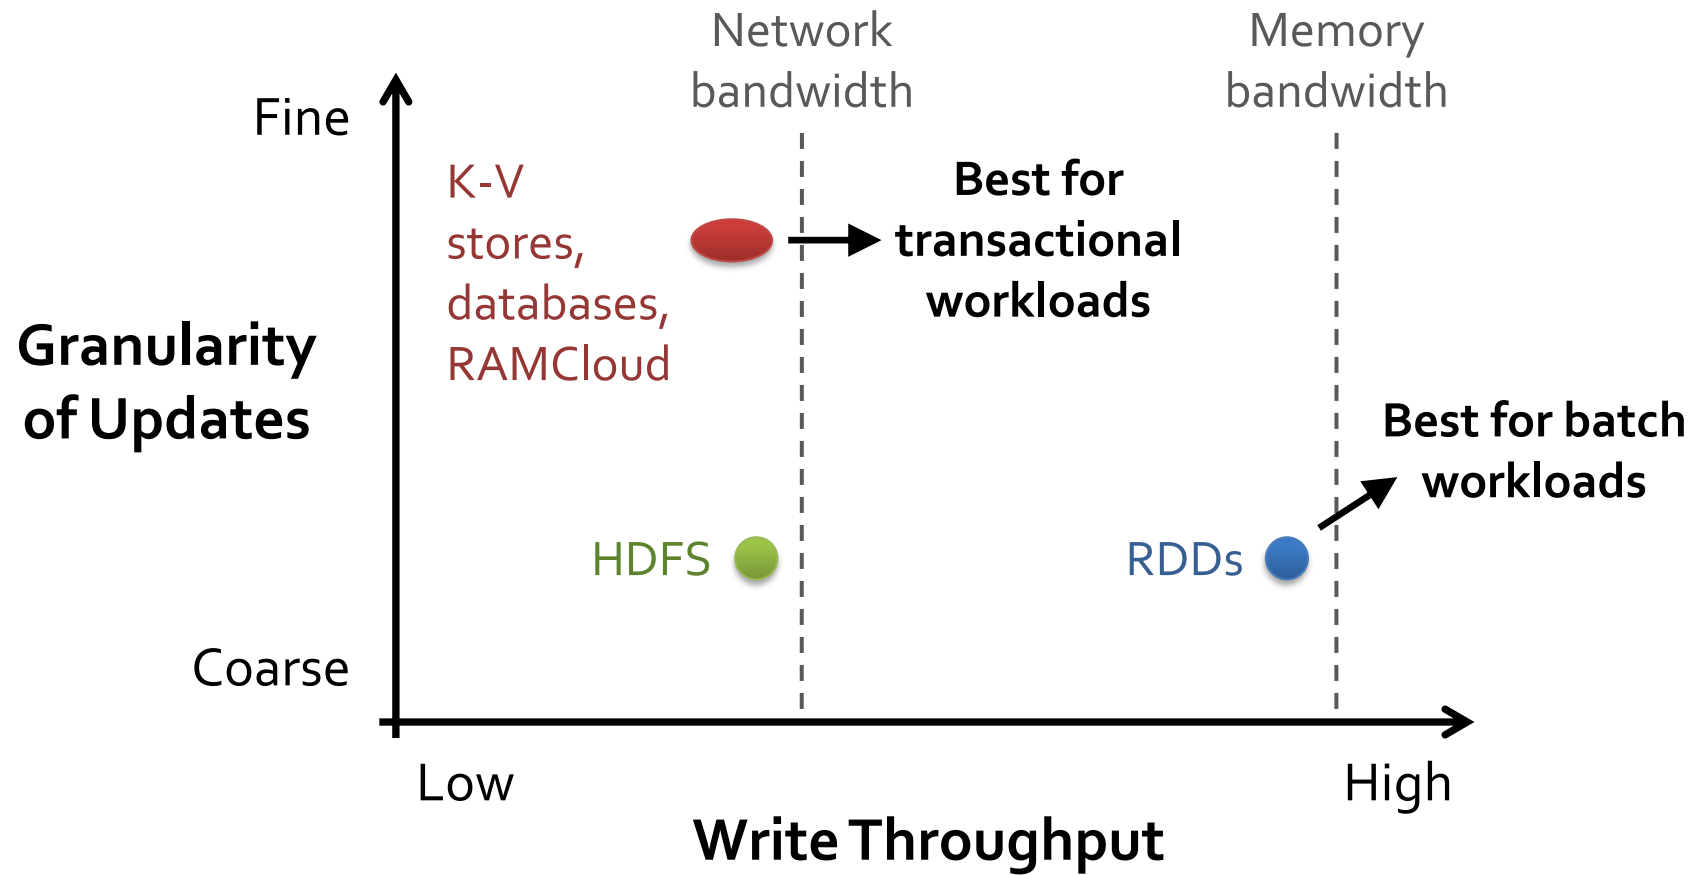 Network
bandwidth
Memory
bandwidth
Fine
K-V
stores,
databases,
RAMCloud
Best for
transactional
workloads
Granularity
of Updates
Best for batch
workloads
HDFS
RDDs
Coarse
Low
High
Write Throughput